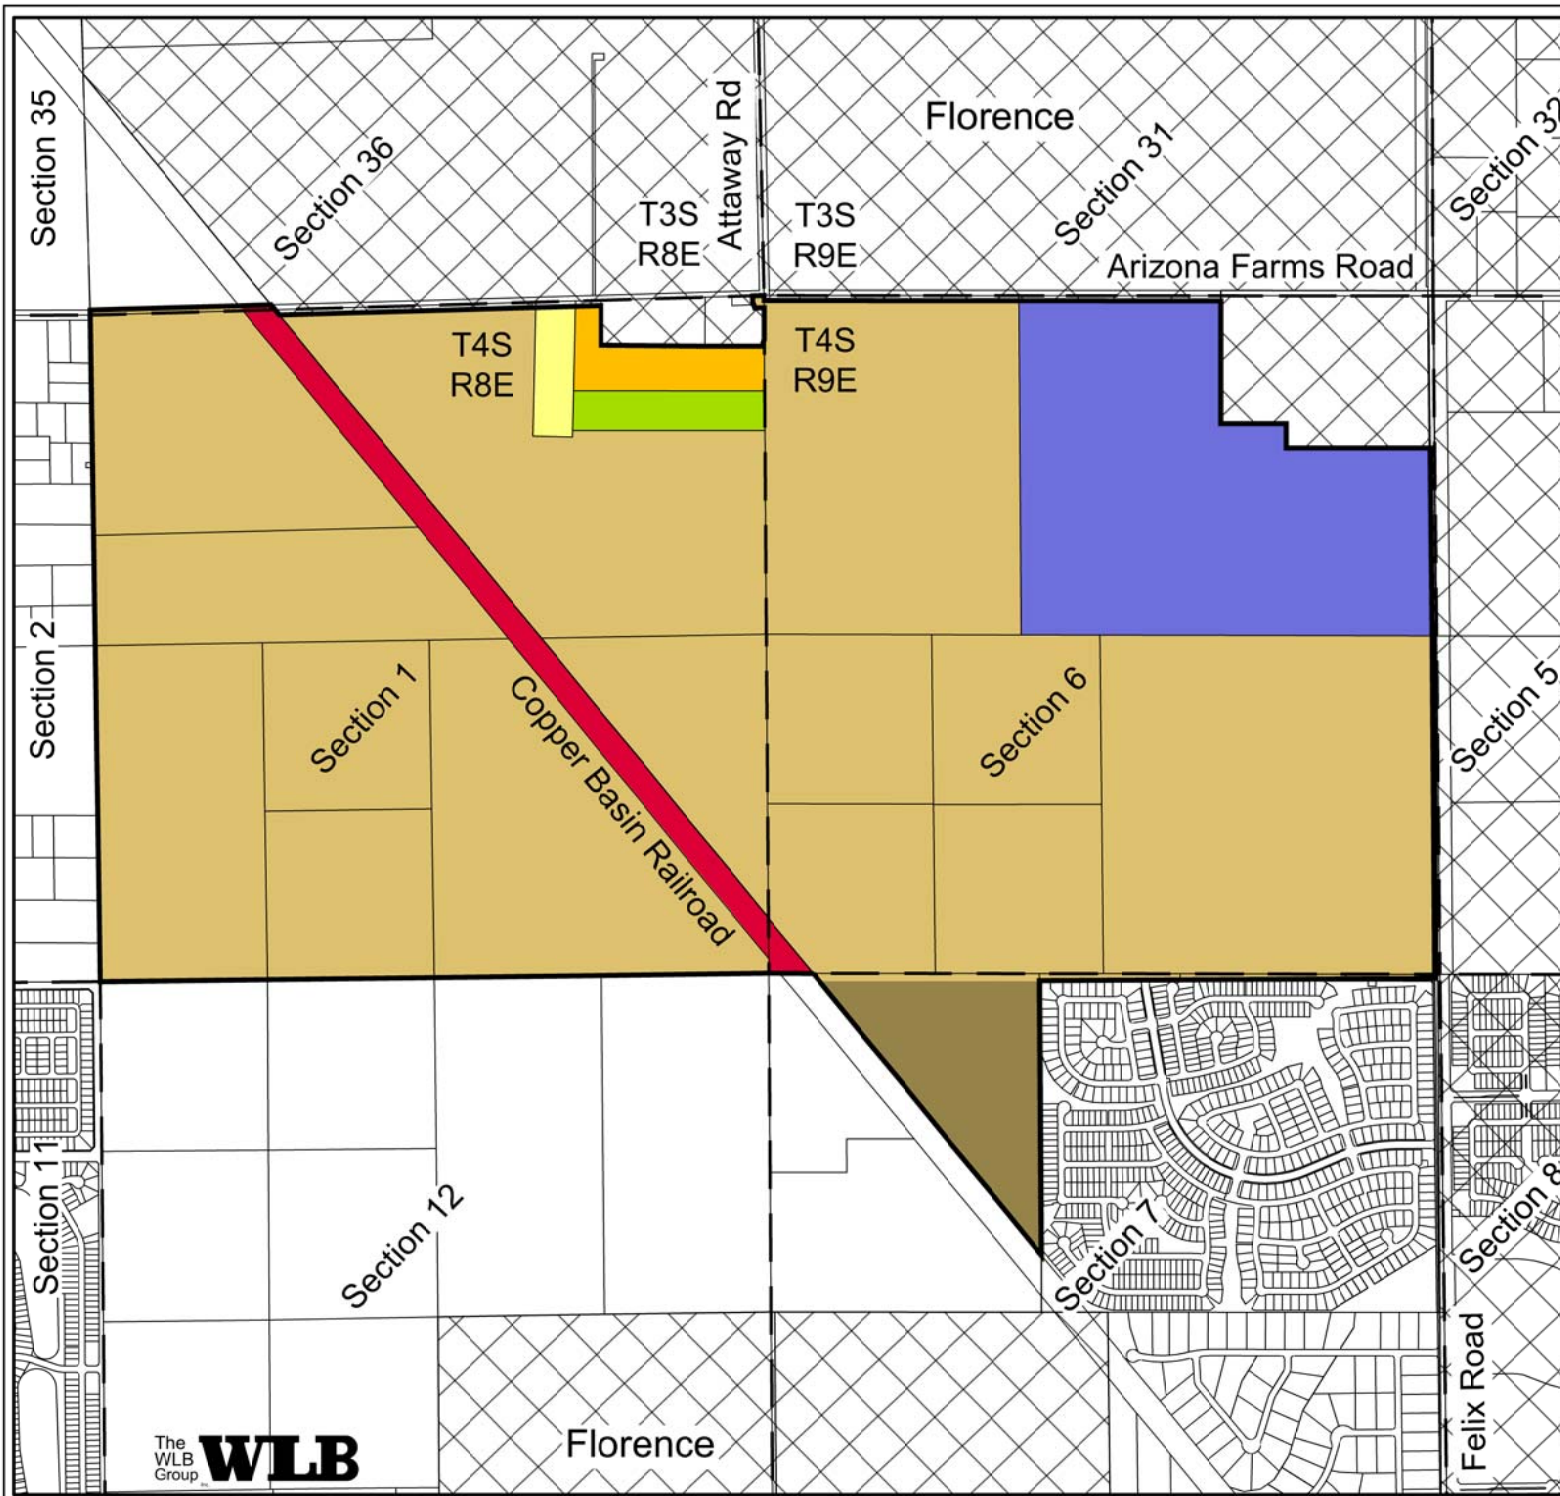 Section 35
Section 36
Attaway Rd
Florence
Section 31
Section 32
T3S
R8E
T3S
R9E
Arizona Farms Road
T4S
R8E
T4S
R9E
Section 2
Section 1
Copper Basin Railroad
Section 6
Section 5
Section 11
Section 12
Section 7
Section 8
Felix Road
Florence
The
WLB
Group
WLB